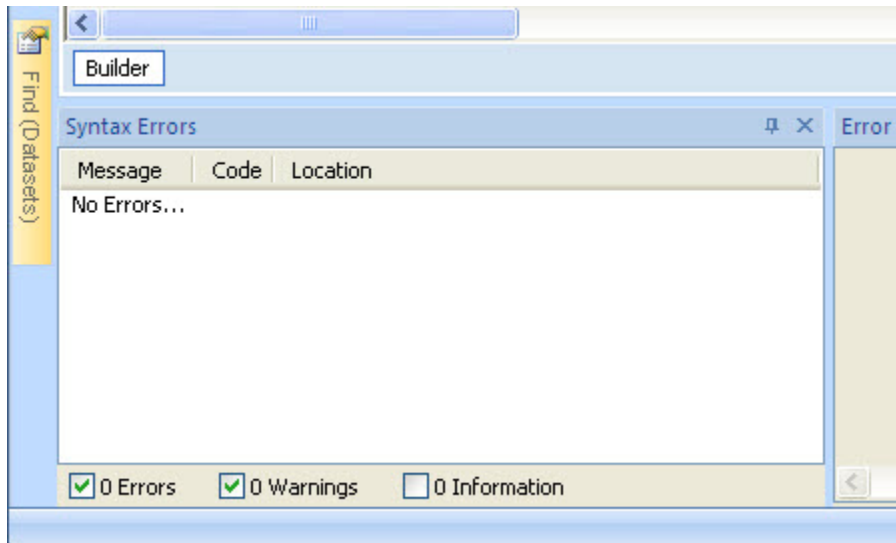 Find (Datasets)
Builder
Syntax Errors
Error
Message Code Location
No Errors...
0 Errors 0 Warnings 0 Information